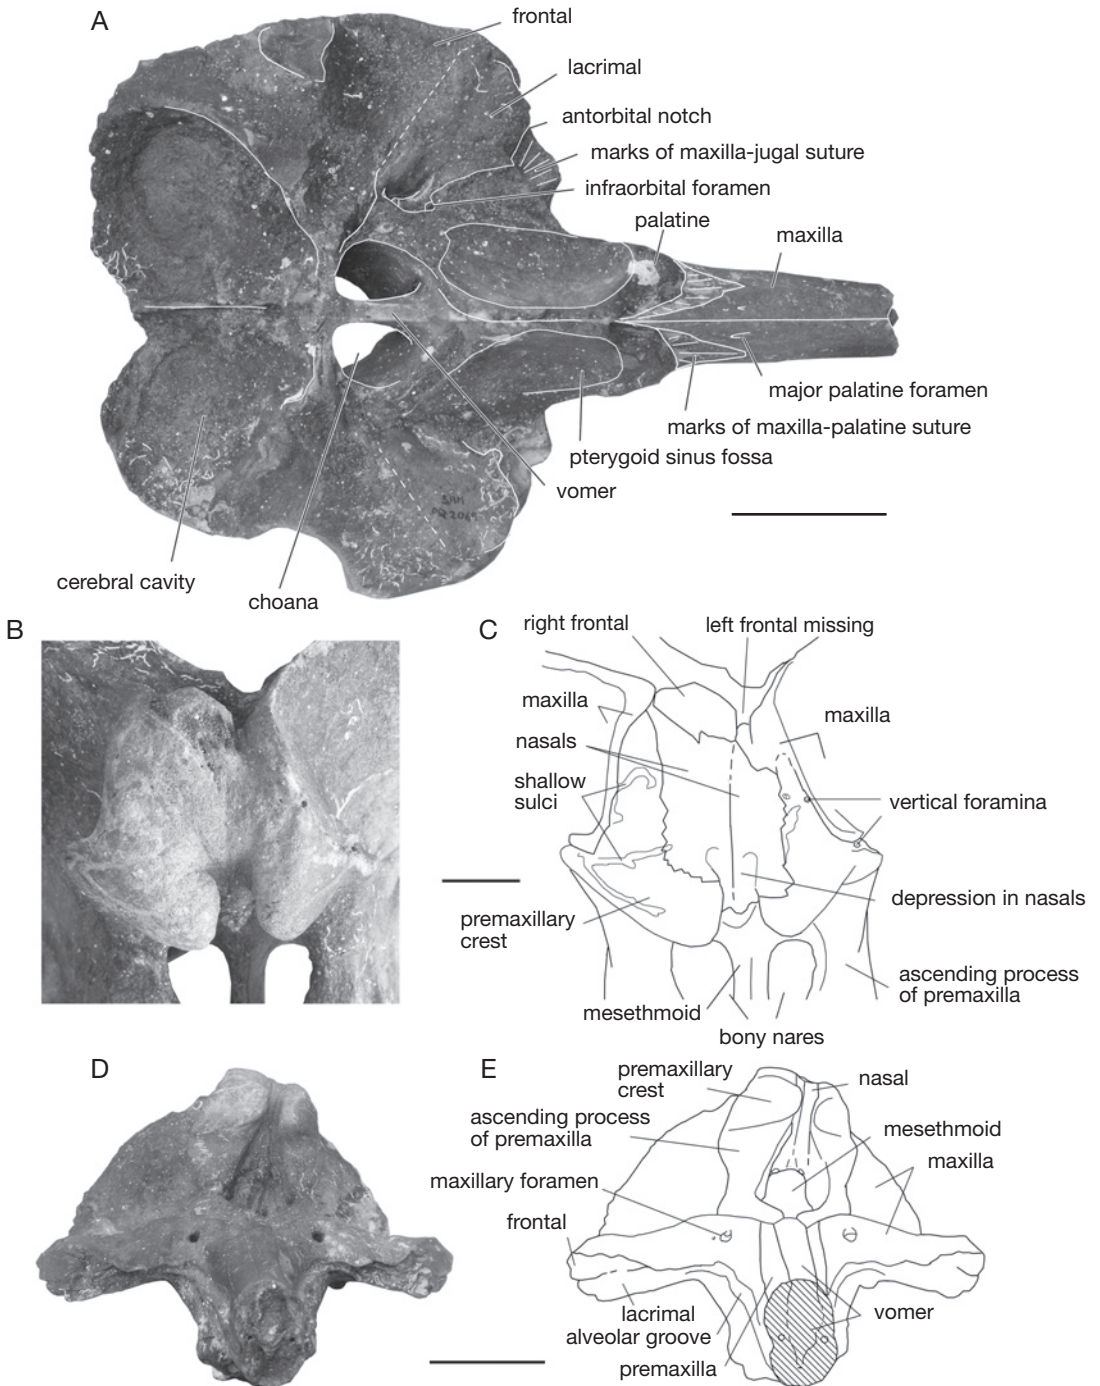 A
frontal
lacrimal
antorbital notch
marks of maxilla-jugal suture
infraorbital foramen
palatine
maxilla
major palatine foramen
marks of maxilla-palatine suture
pterygoid sinus fossa
vomer
cerebral cavity
choana
B
C
right frontal
left frontal missing
maxilla
maxilla
nasals
shallow
sulci
vertical foramina
depression in nasals
premaxillary
crest
ascending process
of premaxilla
mesethmoid
bony nares
D
E
premaxillary
crest
nasal
ascending process
of premaxilla
mesethmoid
maxilla
maxillary foramen
frontal
lacrimal
vomer
alveolar groove
premaxilla